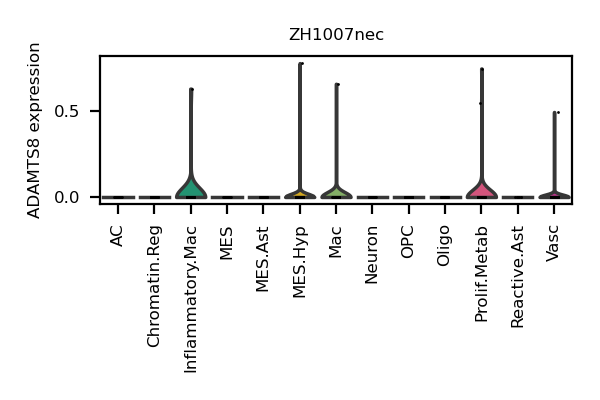 ZH1007nec
ADAMTS8 expression
0.5
0.0
AC
Chromatin.Reg
Inflammatory.Mac
MES
MES.Ast
MES.Hyp
Mac
Neuron
OPC
Oligo
Prolif.Metab
Reactive.Ast
Vasc